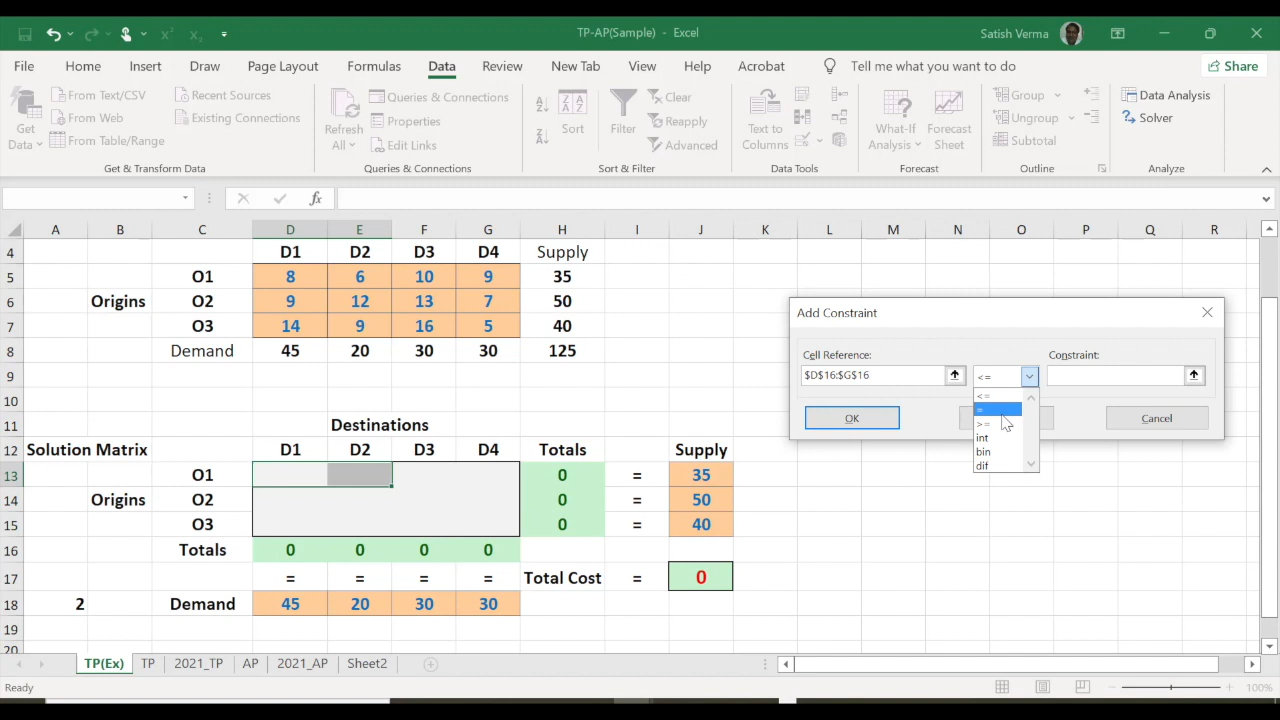 TP-AP(Sample) - Excel
Satish Verma
File Home Insert Draw Page Layout Formulas Data Review New Tab View Help Acrobat Tell me what you want to do Share
From Text/CSV Recent Sources Queries & Connections Clear Group Data Analysis
From Web Existing Connections Properties Reapply Ungroup Solver
From Table/Range Edit Links Advanced Subtotal
Get Data Refresh All Sort Filter Text to Columns What-If Analysis Forecast Sheet
Get & Transform Data Queries & Connections Sort & Filter Data Tools Forecast Outline Analyze
fx
A B C D E F G H I J K L M N O P Q R
4 D1 D2 D3 D4 Supply
5 O1 8 6 10 9 35
6 Origins O2 9 12 13 7 50
7 O3 14 9 16 5 40
8 Demand 45 20 30 30 125
9
10
11 Destinations
12 Solution Matrix D1 D2 D3 D4 Totals Supply
13 O1 0 = 35
14 Origins O2 0 = 50
15 O3 0 = 40
16 Totals 0 0 0 0
17 = = = = Total Cost = 0
18 2 Demand 45 20 30 30
19
20
Add Constraint
Cell Reference: Constraint:
$D$16:$G$16 <=
<=
=
>=
int
bin
dif
OK Cancel
TP(Ex) TP 2021_TP AP 2021_AP Sheet2
Ready 100%